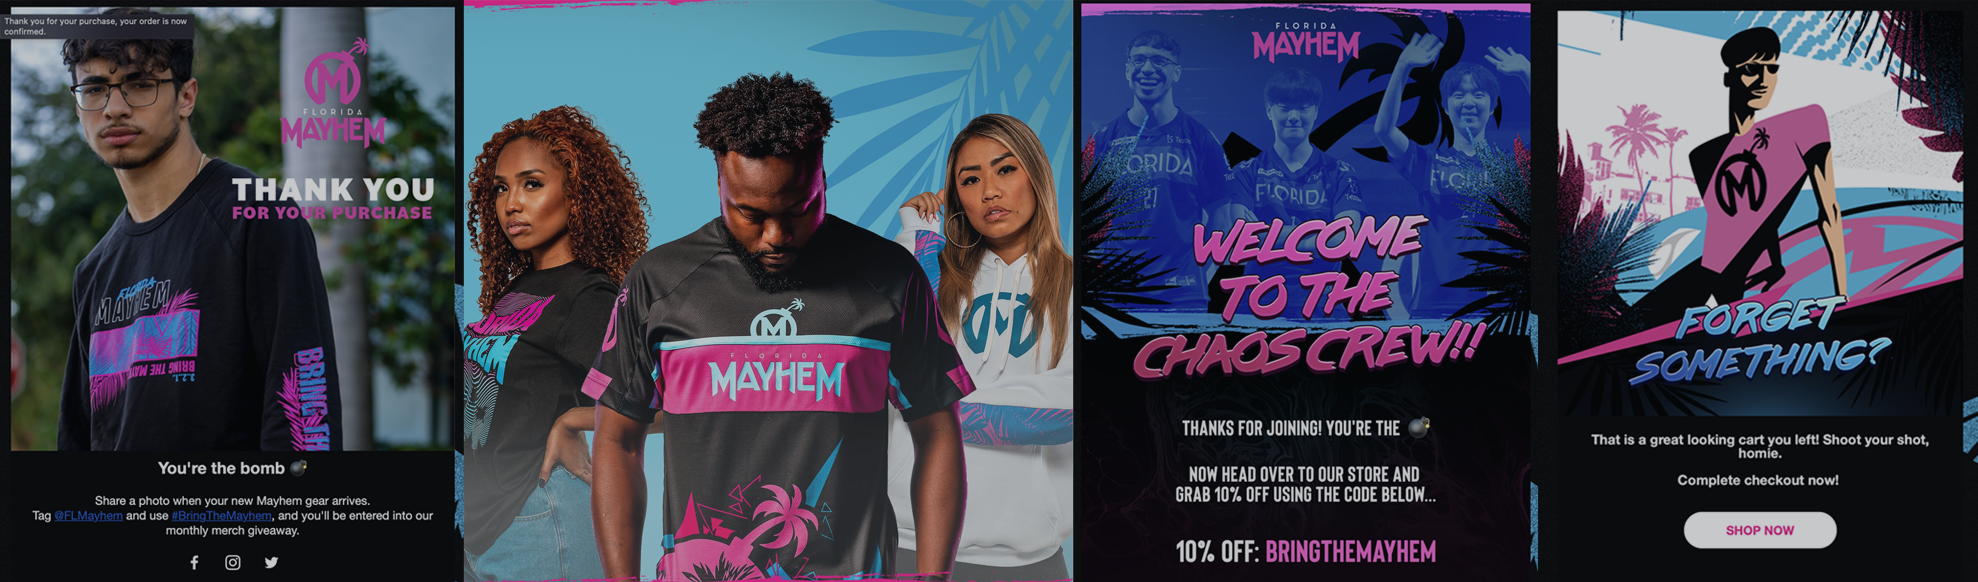 Thank you for your purchase, your order is now
confirmed.
M
FLORIDA
MAYHEM
THANK YOU
FOR YOUR PURCHASE
FLORIDA
MAYHEM
BRING THE MAY
BRING TH
You're the bomb 💣
Share a photo when your new Mayhem gear arrives.
Tag @FLMayhem and use #BringTheMayhem, and you'll be entered into our
monthly merch giveaway.
M
FLORIDA
MAYHEM
FLORIDA
MAYHEM
FLORIDA
WELCOME
TO THE
CHAOS CREW!!
THANKS FOR JOINING! YOU'RE THE 💣
NOW HEAD OVER TO OUR STORE AND
GRAB 10% OFF USING THE CODE BELOW...
10% OFF: BRINGTHEMAYHEM
M
FORGET
SOMETHING?
That is a great looking cart you left! Shoot your shot,
homie.
Complete checkout now!
SHOP NOW